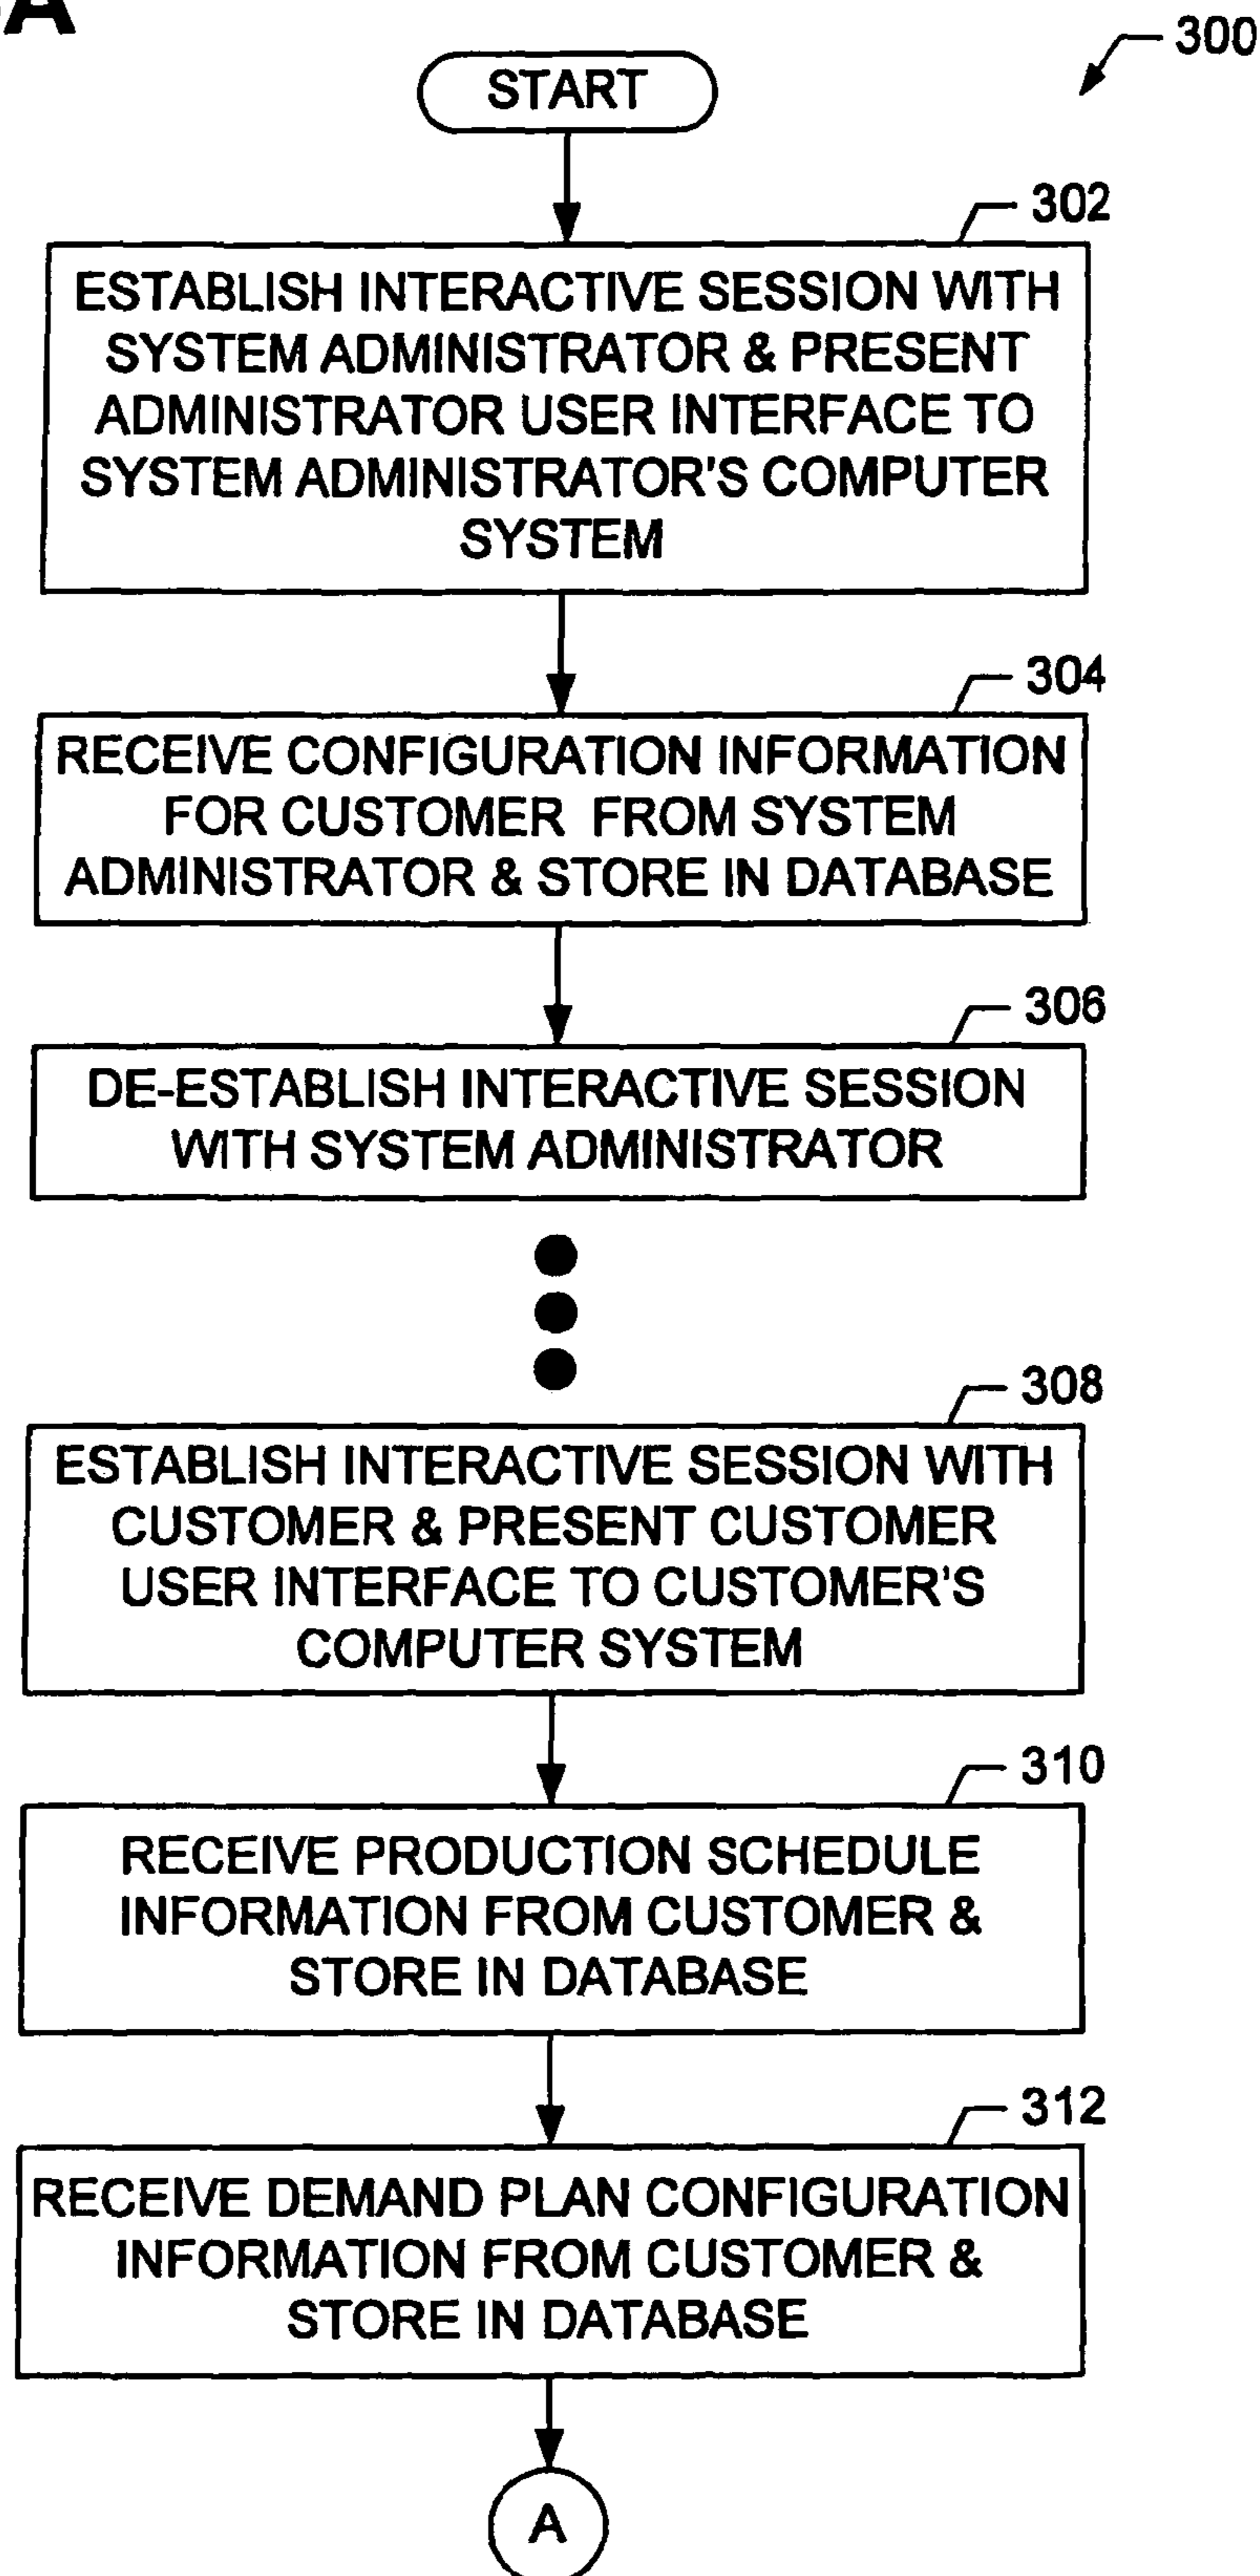 A
300
START
302
ESTABLISH INTERACTIVE SESSION WITH
SYSTEM ADMINISTRATOR & PRESENT
ADMINISTRATOR USER INTERFACE TO
SYSTEM ADMINISTRATOR'S COMPUTER
SYSTEM
304
RECEIVE CONFIGURATION INFORMATION
FOR CUSTOMER FROM SYSTEM
ADMINISTRATOR & STORE IN DATABASE
306
DE-ESTABLISH INTERACTIVE SESSION
WITH SYSTEM ADMINISTRATOR
308
ESTABLISH INTERACTIVE SESSION WITH
CUSTOMER & PRESENT CUSTOMER
USER INTERFACE TO CUSTOMER'S
COMPUTER SYSTEM
310
RECEIVE PRODUCTION SCHEDULE
INFORMATION FROM CUSTOMER &
STORE IN DATABASE
312
RECEIVE DEMAND PLAN CONFIGURATION
INFORMATION FROM CUSTOMER &
STORE IN DATABASE
A